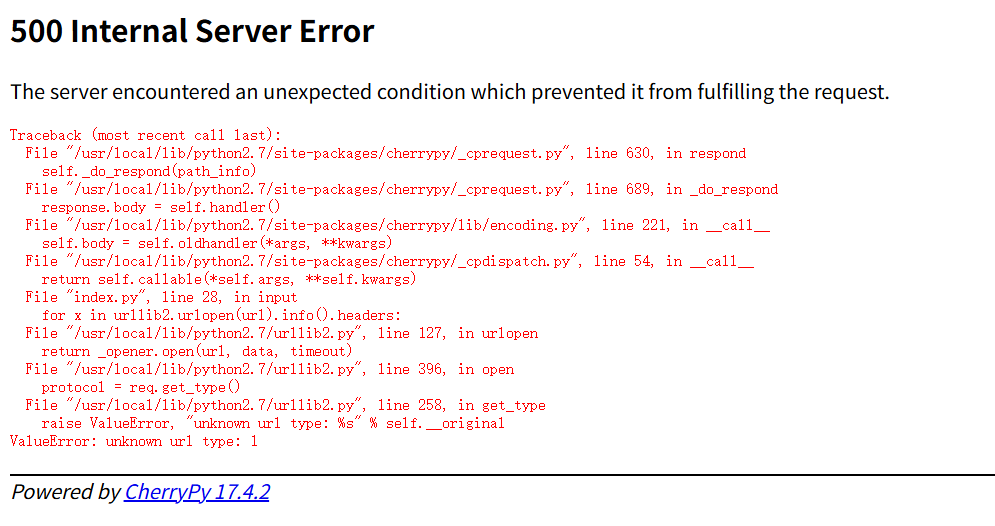 500 Internal Server Error
The server encountered an unexpected condition which prevented it from fulfilling the request.
Traceback (most recent call last):
File "/usr/local/lib/python2.7/site-packages/cherrypy/_cprequest.py", line 630, in respond
self._do_respond(path_info)
File "/usr/local/lib/python2.7/site-packages/cherrypy/_cprequest.py", line 689, in _do_respond
response.body = self.handler()
File "/usr/local/lib/python2.7/site-packages/cherrypy/lib/encoding.py", line 221, in __call__
self.body = self.oldhandler(*args, **kwargs)
File "/usr/local/lib/python2.7/site-packages/cherrypy/_cpdispatch.py", line 54, in __call__
return self.callable(*self.args, **self.kwargs)
File "index.py", line 28, in input
for x in urllib2.urlopen(url).info().headers:
File "/usr/local/lib/python2.7/urllib2.py", line 127, in urlopen
return _opener.open(url, data, timeout)
File "/usr/local/lib/python2.7/urllib2.py", line 396, in open
protocol = req.get_type()
File "/usr/local/lib/python2.7/urllib2.py", line 258, in get_type
raise ValueError, "unknown url type: %s" % self.__original
ValueError: unknown url type: 1
Powered by CherryPy 17.4.2